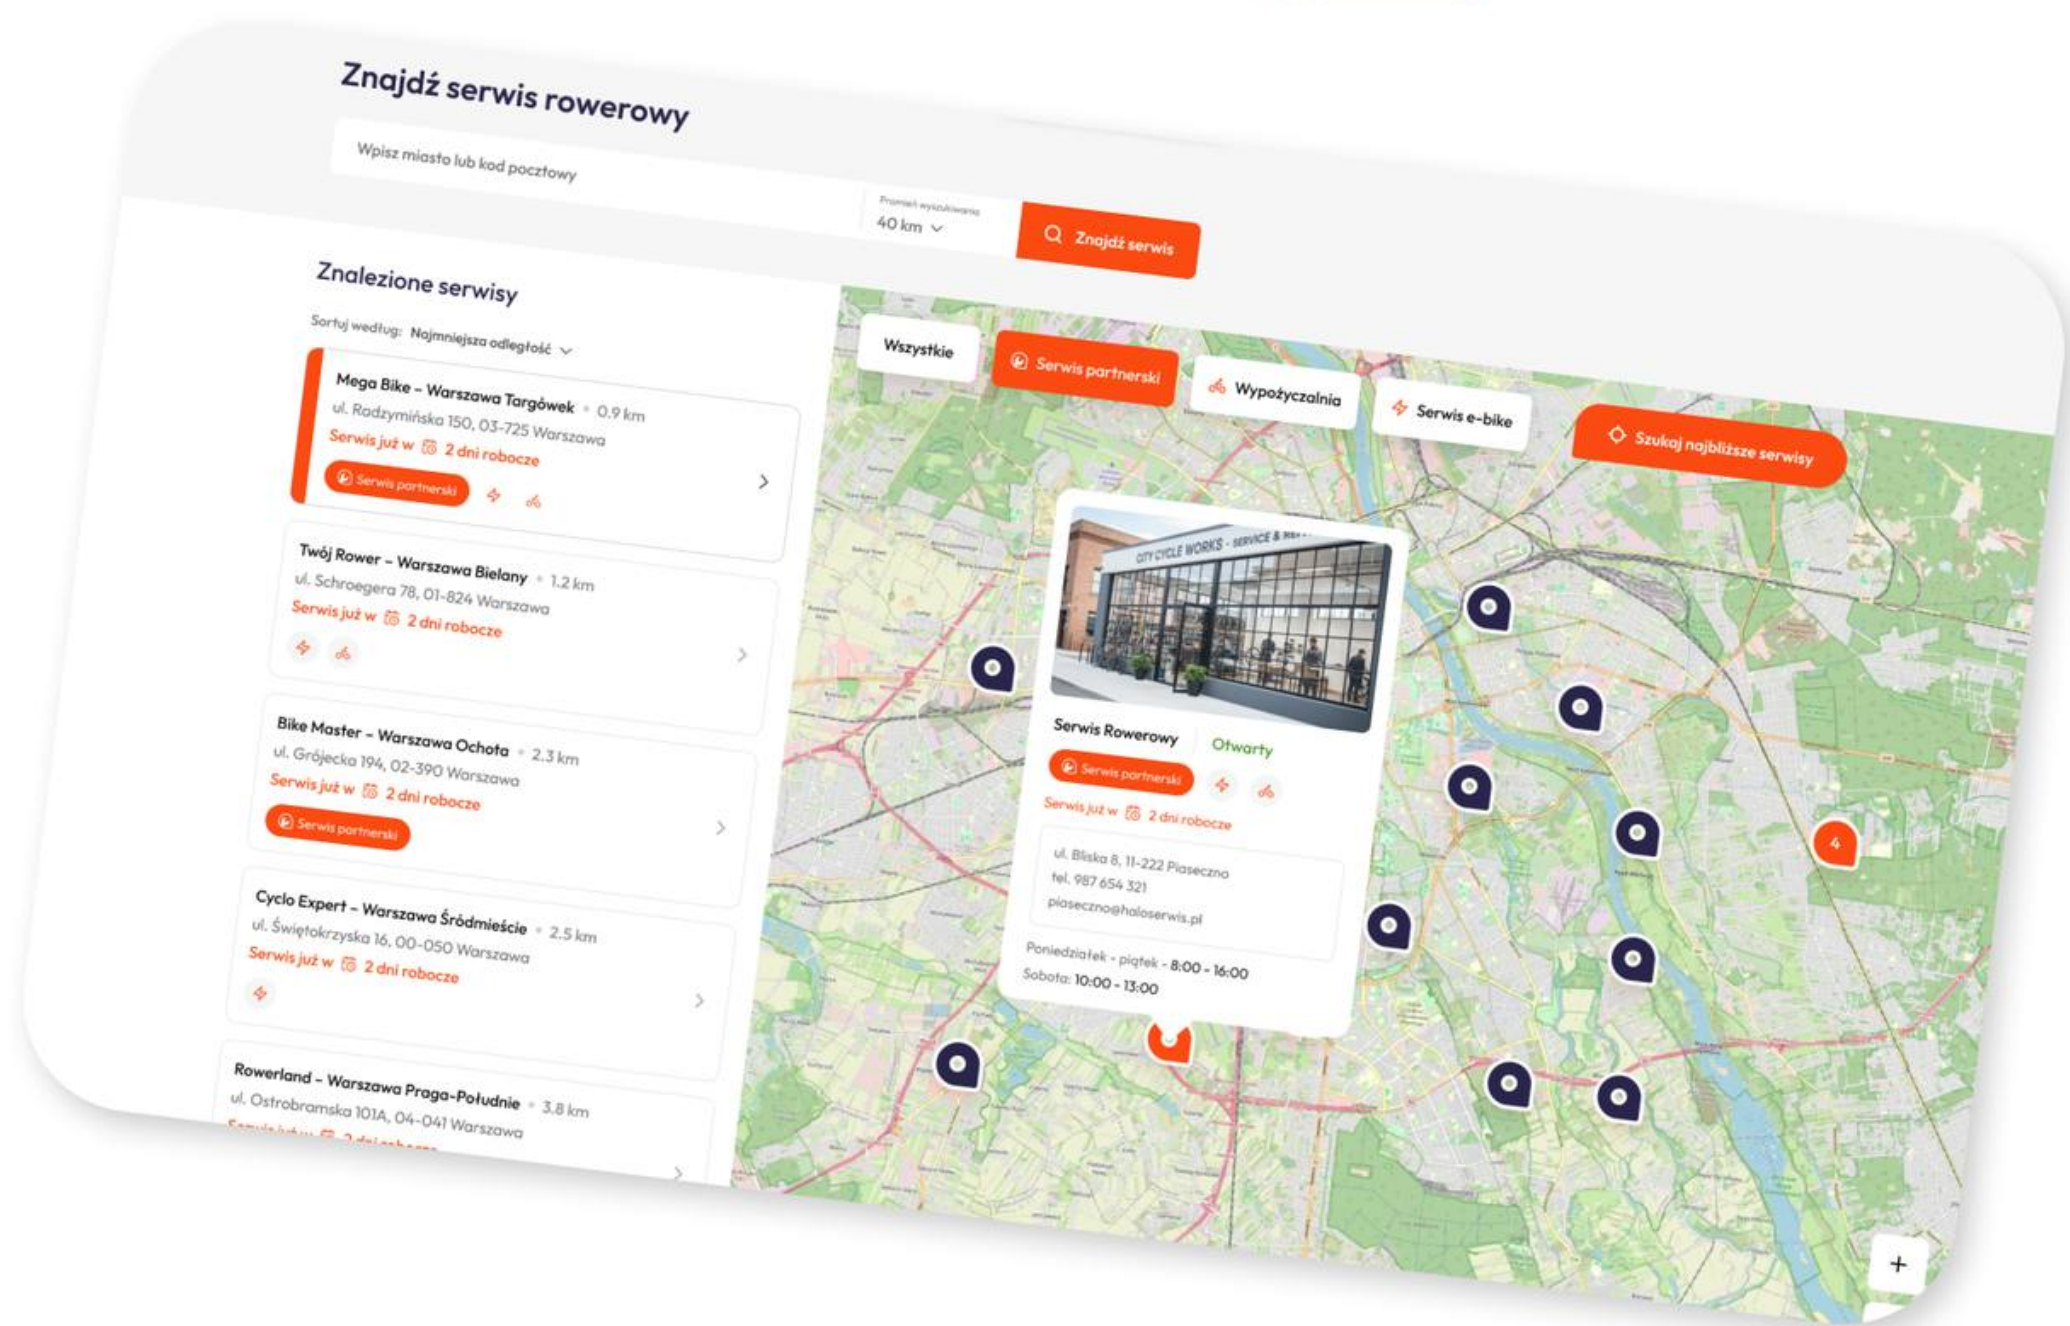 Znajdź serwis rowerowy
Wpisz miasto lub kod pocztowy
Promień wyszukiwania
40 km
Znajdź serwis
Znalezione serwisy
Sortuj według: Najmniejsza odległość
Mega Bike – Warszawa Targówek • 0.9 km
ul. Radzymińska 150, 03-725 Warszawa
Serwis już w 2 dni robocze
Serwis partnerski
Twój Rower – Warszawa Bielany • 1.2 km
ul. Schroegera 78, 01-824 Warszawa
Serwis już w 2 dni robocze
Bike Master – Warszawa Ochota • 2.3 km
ul. Grójecka 194, 02-390 Warszawa
Serwis już w 2 dni robocze
Serwis partnerski
Cyclo Expert – Warszawa Śródmieście • 2.5 km
ul. Świętokrzyska 16, 00-050 Warszawa
Serwis już w 2 dni robocze
Rowerland – Warszawa Praga-Południe • 3.8 km
ul. Ostrobramska 101A, 04-041 Warszawa
Serwis już w 2 dni robocze
Wszystkie
Serwis partnerski
Wypożyczalnia
Serwis e-bike
Szukaj najbliższe serwisy
CITY CYCLE WORKS - SERVICE &
Serwis Rowerowy
Otwarty
Serwis partnerski
Serwis już w 2 dni robocze
ul. Bliska 8, 11-222 Piaseczno
tel. 987 654 321
piaseczno@haloserwis.pl
Poniedziałek - piątek - 8:00 - 16:00
Sobota: 10:00 - 13:00
4
+